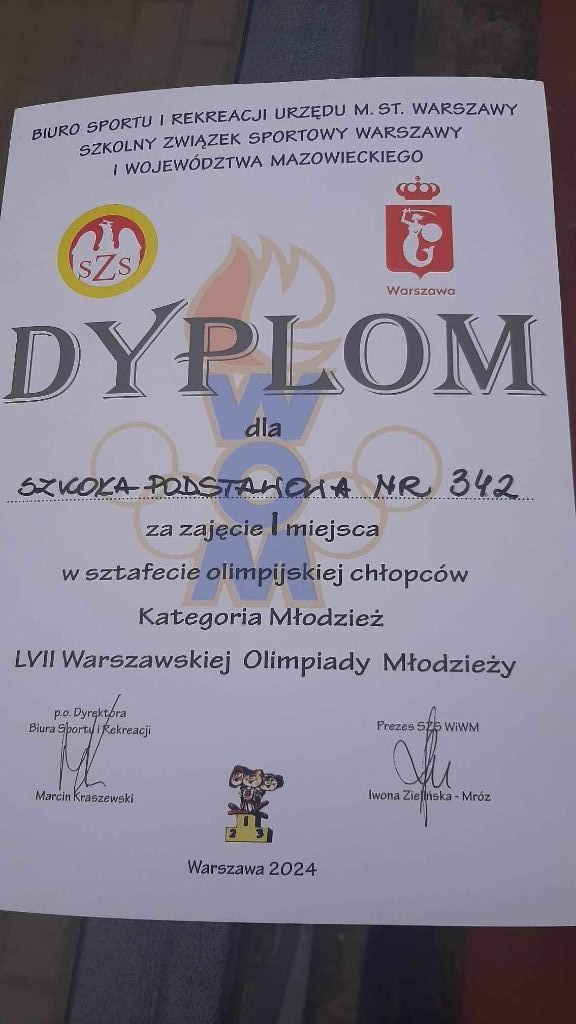 BIURO SPORTU I REKREACJI URZĘDU M. ST. WARSZAWY
SZKOLNY ZWIĄZEK SPORTOWY WARSZAWY
I WOJEWÓDZTWA MAZOWIECKIEGO
SZS
Warszawa
DYPLOM
WOM
dla
SZKOŁA PODSTAWOWA NR 342
za zajęcie I miejsca
w sztafecie olimpijskiej chłopców
Kategoria Młodzież
LVII Warszawskiej Olimpiady Młodzieży
p.o. Dyrektora
Biura Sportu i Rekreacji
Marcin Kraszewski
Prezes SZS WiWM
Iwona Zielińska - Mróz
1
2 3
Warszawa 2024